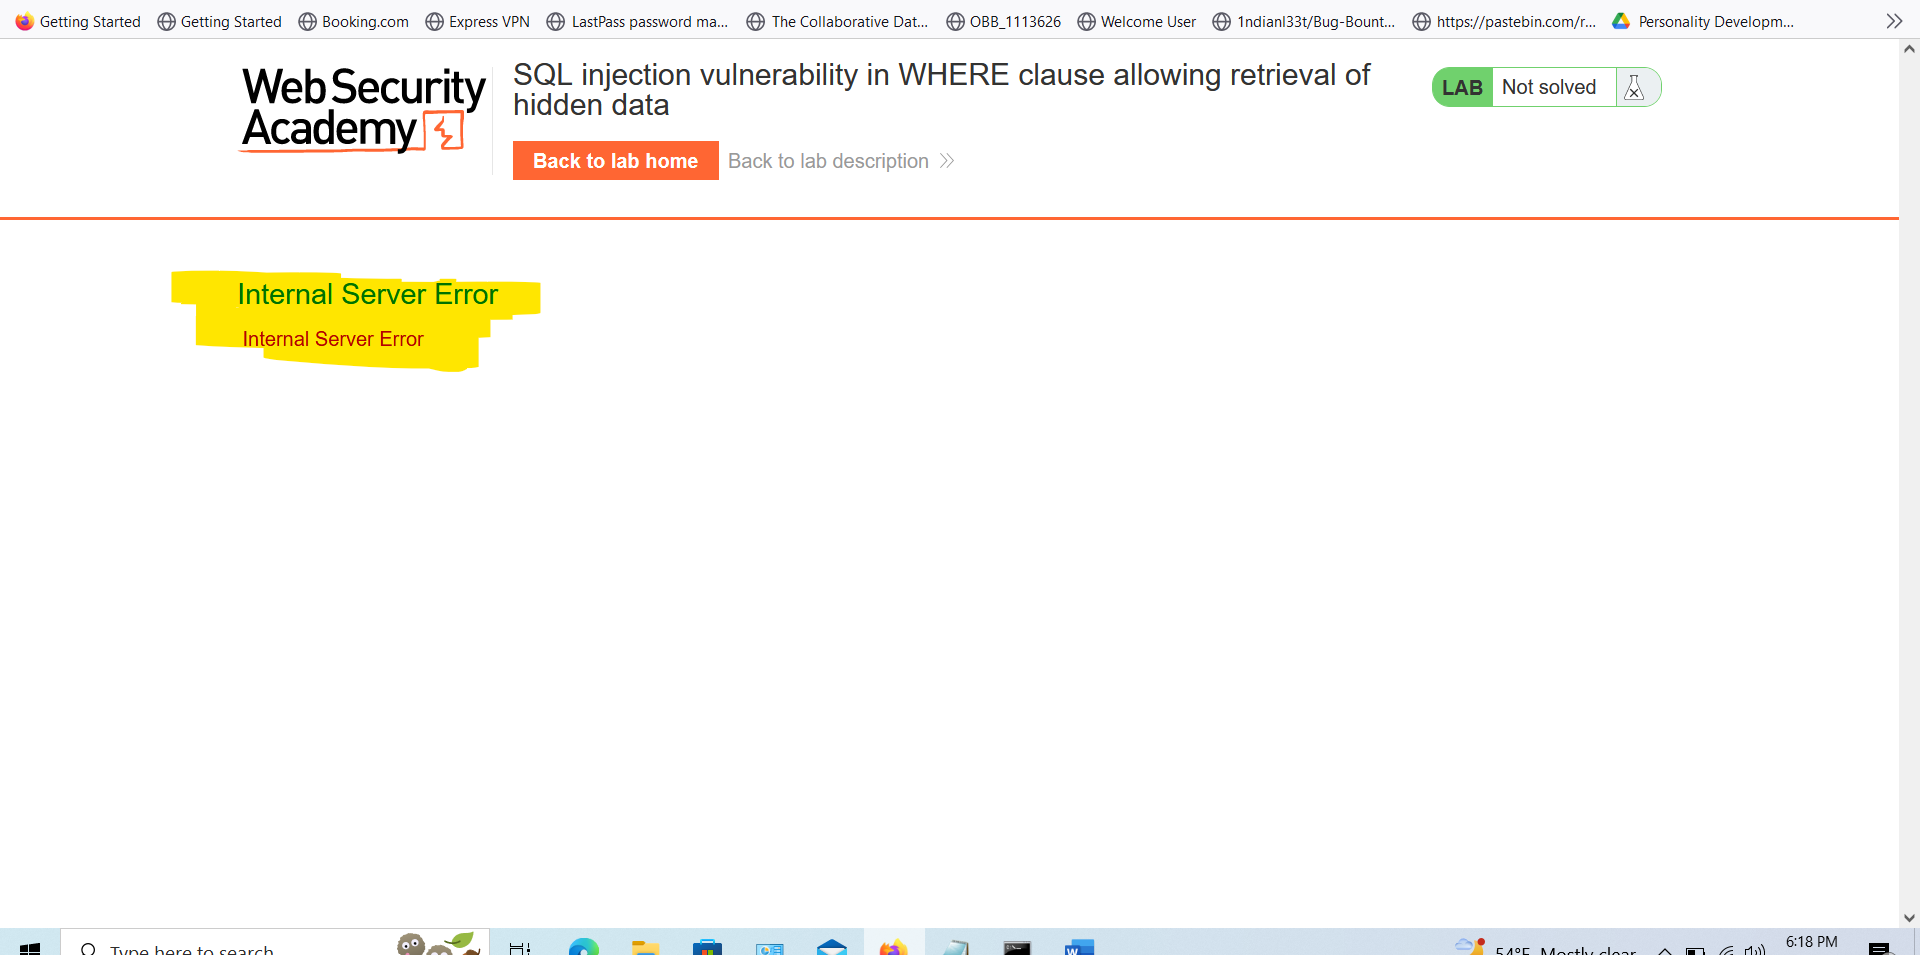 Getting Started Getting Started Booking.com Express VPN LastPass password ma... The Collaborative Dat... OBB_1113626 Welcome User 1ndianl33t/Bug-Bount... https://pastebin.com/r... Personality Developm...
Web Security
Academy
SQL injection vulnerability in WHERE clause allowing retrieval of
hidden data
LAB Not solved
Back to lab home Back to lab description
Internal Server Error
Internal Server Error
Type here to search
54°F Mostly clear
6:18 PM